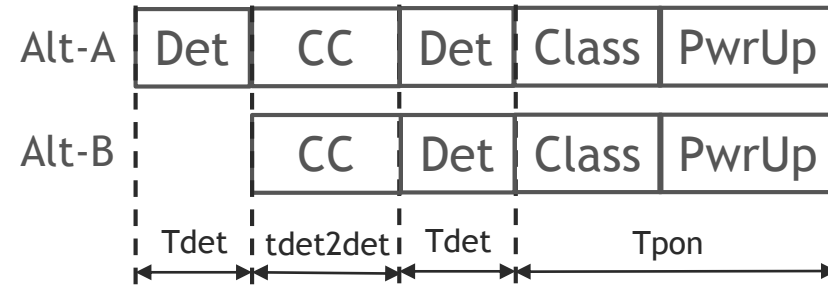 Alt-A Det CC Det Class PwrUp
Alt-B CC Det Class PwrUp
Tdet tdet2det Tdet Tpon